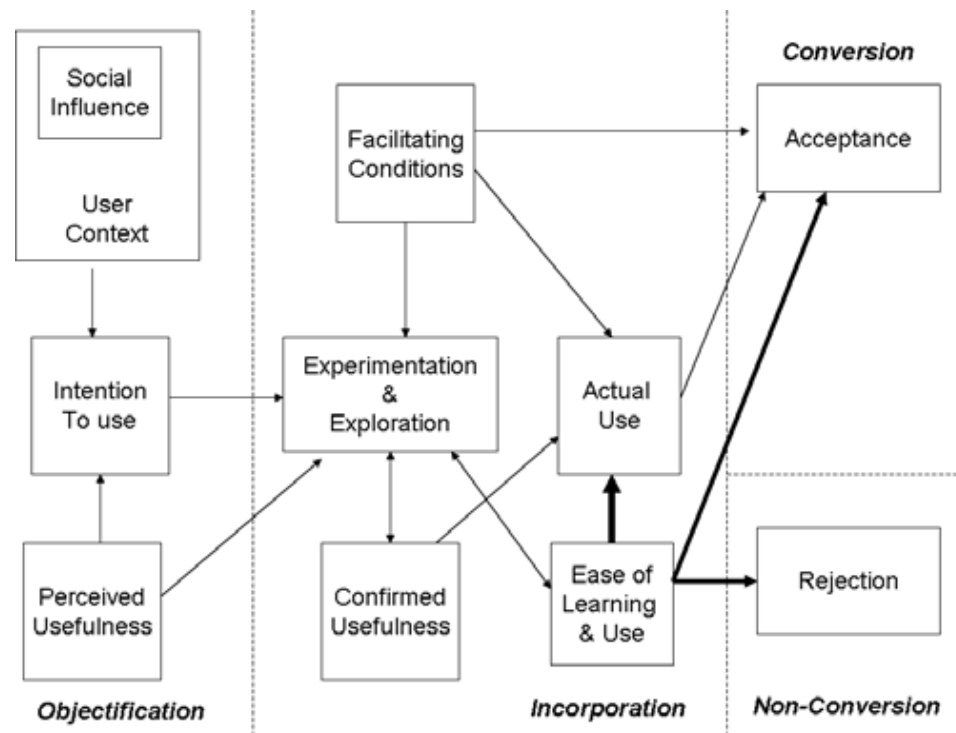 Social
Influence
User
Context
Intention
To use
Perceived
Usefulness
Objectification
Facilitating
Conditions
Experimentation
&
Exploration
Actual
Use
Confirmed
Usefulness
Ease of
Learning
& Use
Incorporation
Conversion
Acceptance
Rejection
Non-Conversion